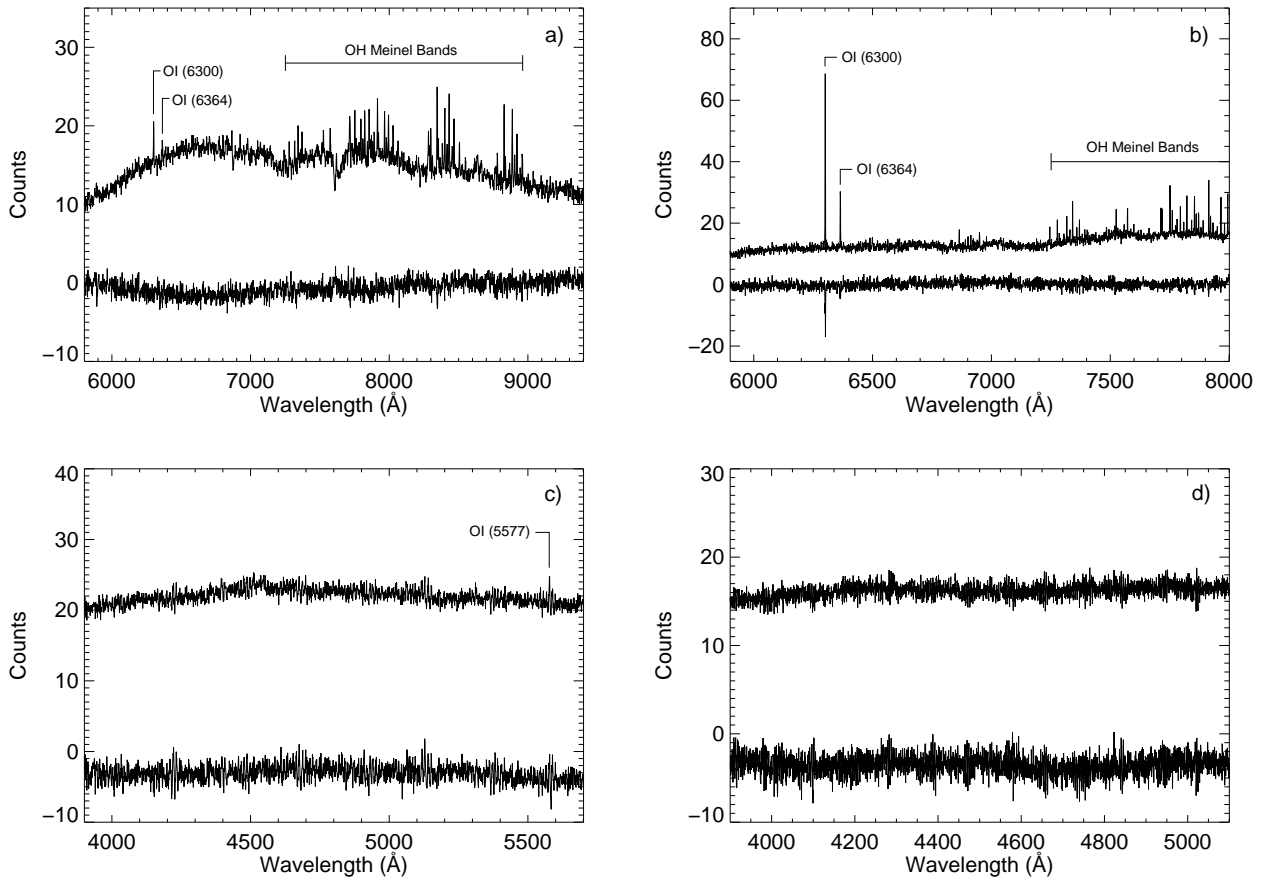 a)
OH Meinel Bands
OI (6300)
OI (6364)
30
20
10
0
−10
Counts
6000 7000 8000 9000
Wavelength (Å)
b)
OI (6300)
OH Meinel Bands
OI (6364)
80
60
40
20
0
−20
Counts
6000 6500 7000 7500 8000
Wavelength (Å)
c)
OI (5577)
40
30
20
10
0
−10
Counts
4000 4500 5000 5500
Wavelength (Å)
d)
30
20
10
0
−10
Counts
4000 4200 4400 4600 4800 5000
Wavelength (Å)